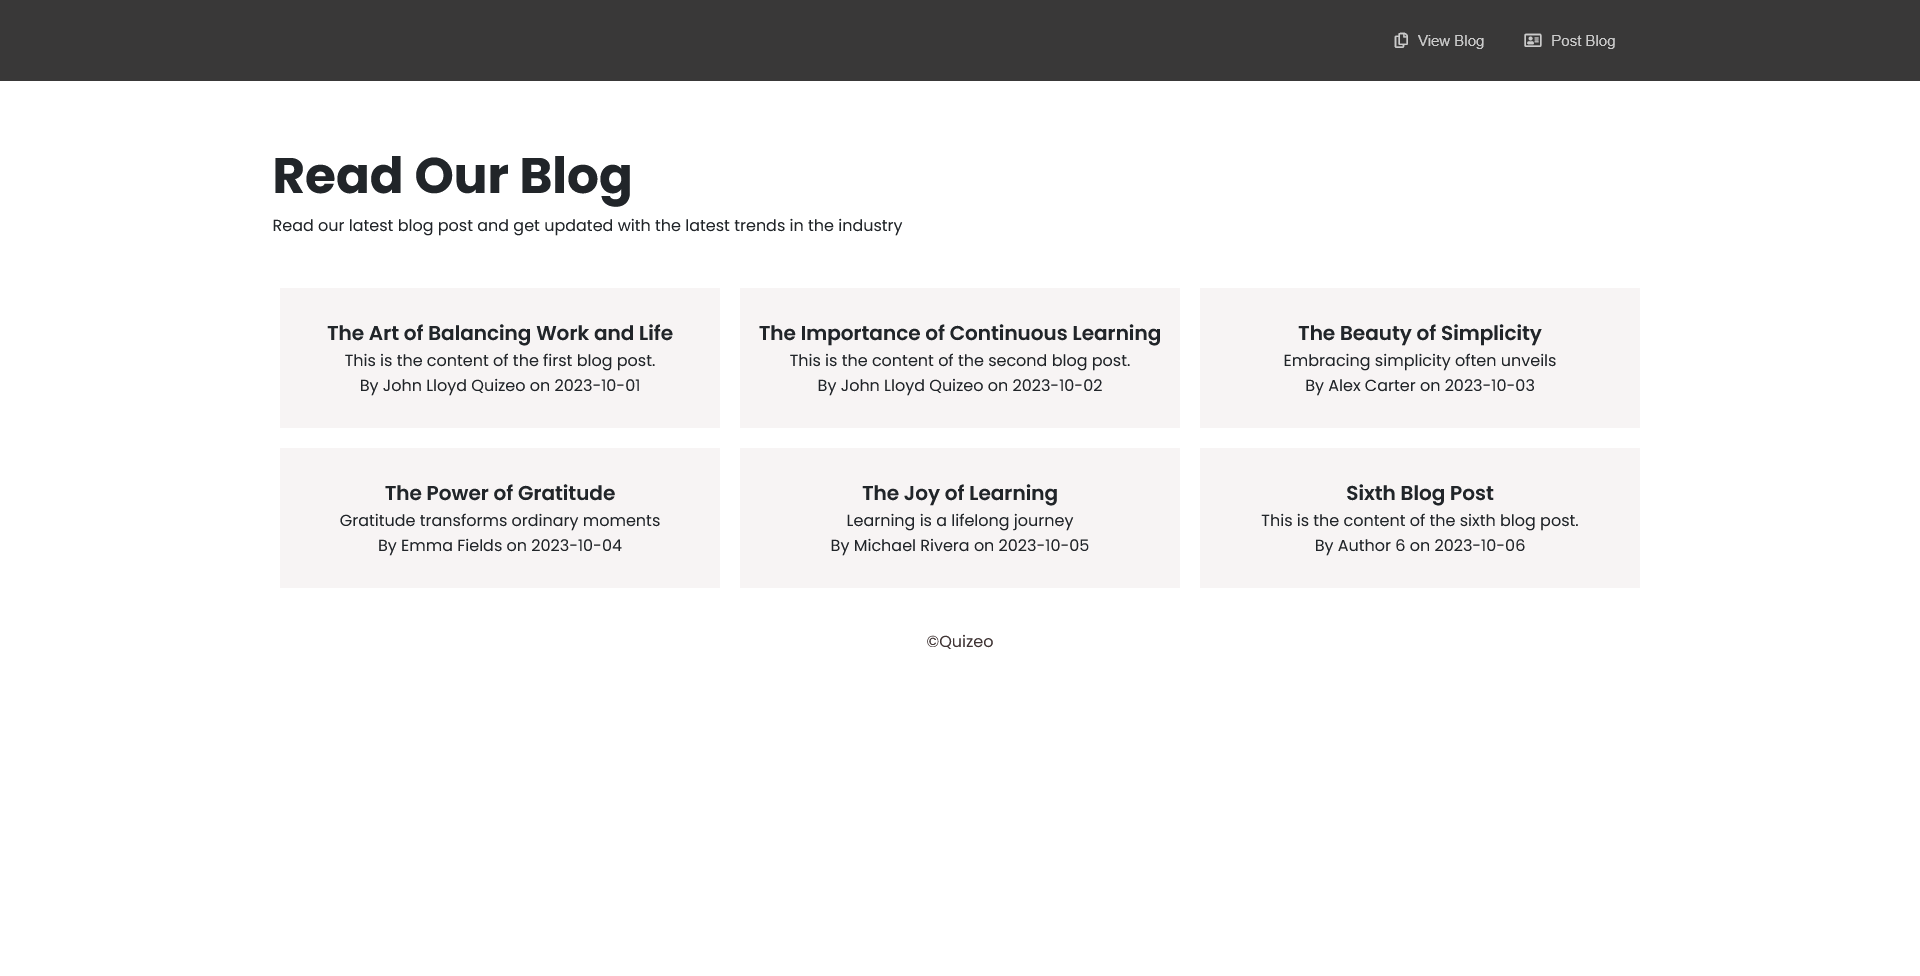 View Blog
Post Blog
Read Our Blog
Read our latest blog post and get updated with the latest trends in the industry
The Art of Balancing Work and Life
This is the content of the first blog post.
By John Lloyd Quizeo on 2023-10-01
The Importance of Continuous Learning
This is the content of the second blog post.
By John Lloyd Quizeo on 2023-10-02
The Beauty of Simplicity
Embracing simplicity often unveils
By Alex Carter on 2023-10-03
The Power of Gratitude
Gratitude transforms ordinary moments
By Emma Fields on 2023-10-04
The Joy of Learning
Learning is a lifelong journey
By Michael Rivera on 2023-10-05
Sixth Blog Post
This is the content of the sixth blog post.
By Author 6 on 2023-10-06
©Quizeo